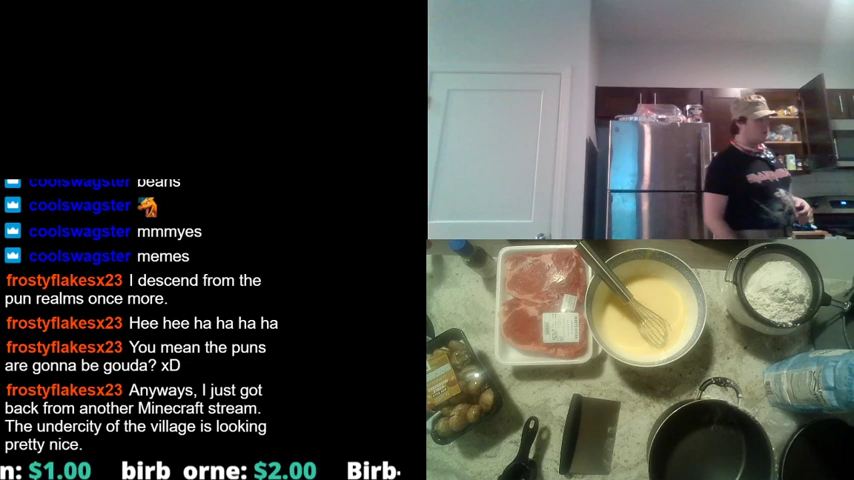 coolswagster beans
coolswagster
coolswagster mmmyes
coolswagster memes
frostyflakesx23 I descend from the
pun realms once more.
frostyflakesx23 Hee hee ha ha ha ha
frostyflakesx23 You mean the puns
are gonna be gouda? xD
frostyflakesx23 Anyways, I just got
back from another Minecraft stream.
The undercity of the village is looking
pretty nice.
n: $1.00 birb_orne: $2.00 Birb-